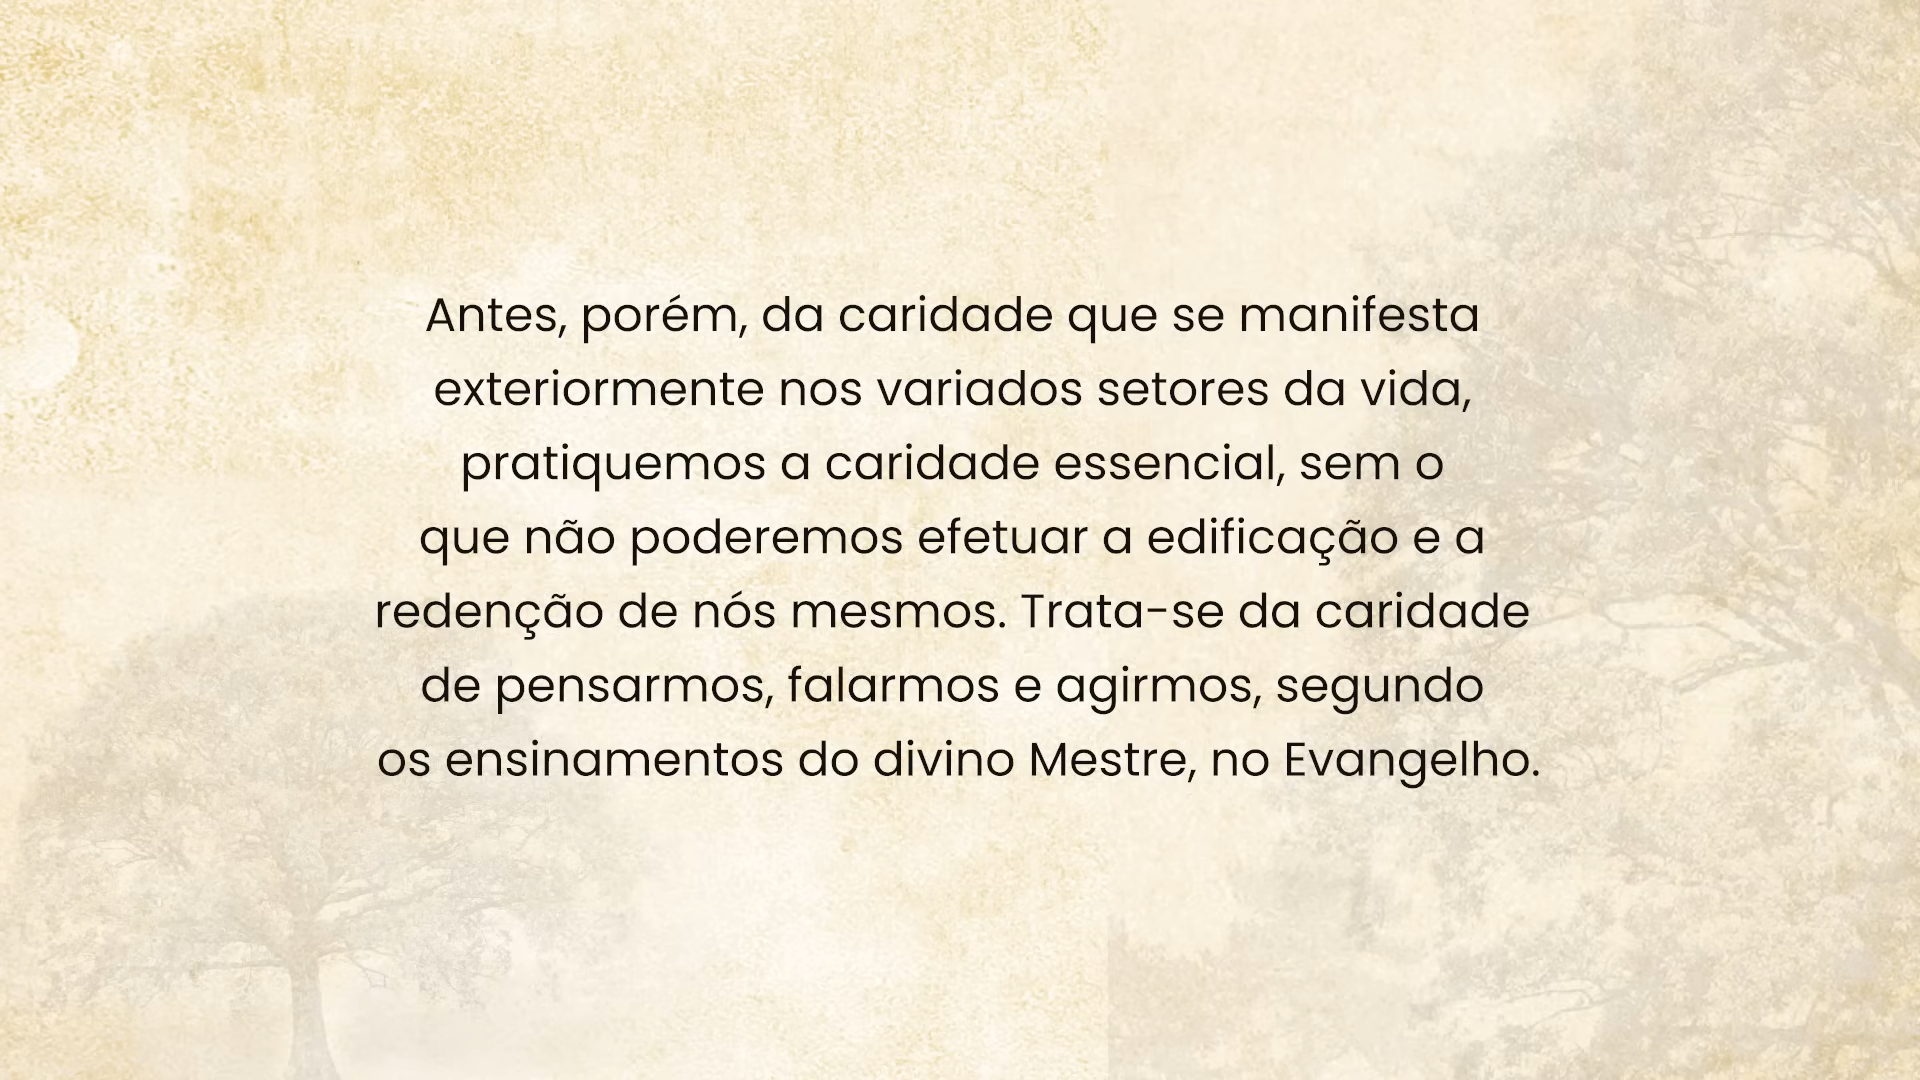 Antes, porém, da caridade que se manifesta
exteriormente nos variados setores da vida,
pratiquemos a caridade essencial, sem o
que não poderemos efetuar a edificação e a
redenção de nós mesmos. Trata-se da caridade
de pensarmos, falarmos e agirmos, segundo
os ensinamentos do divino Mestre, no Evangelho.